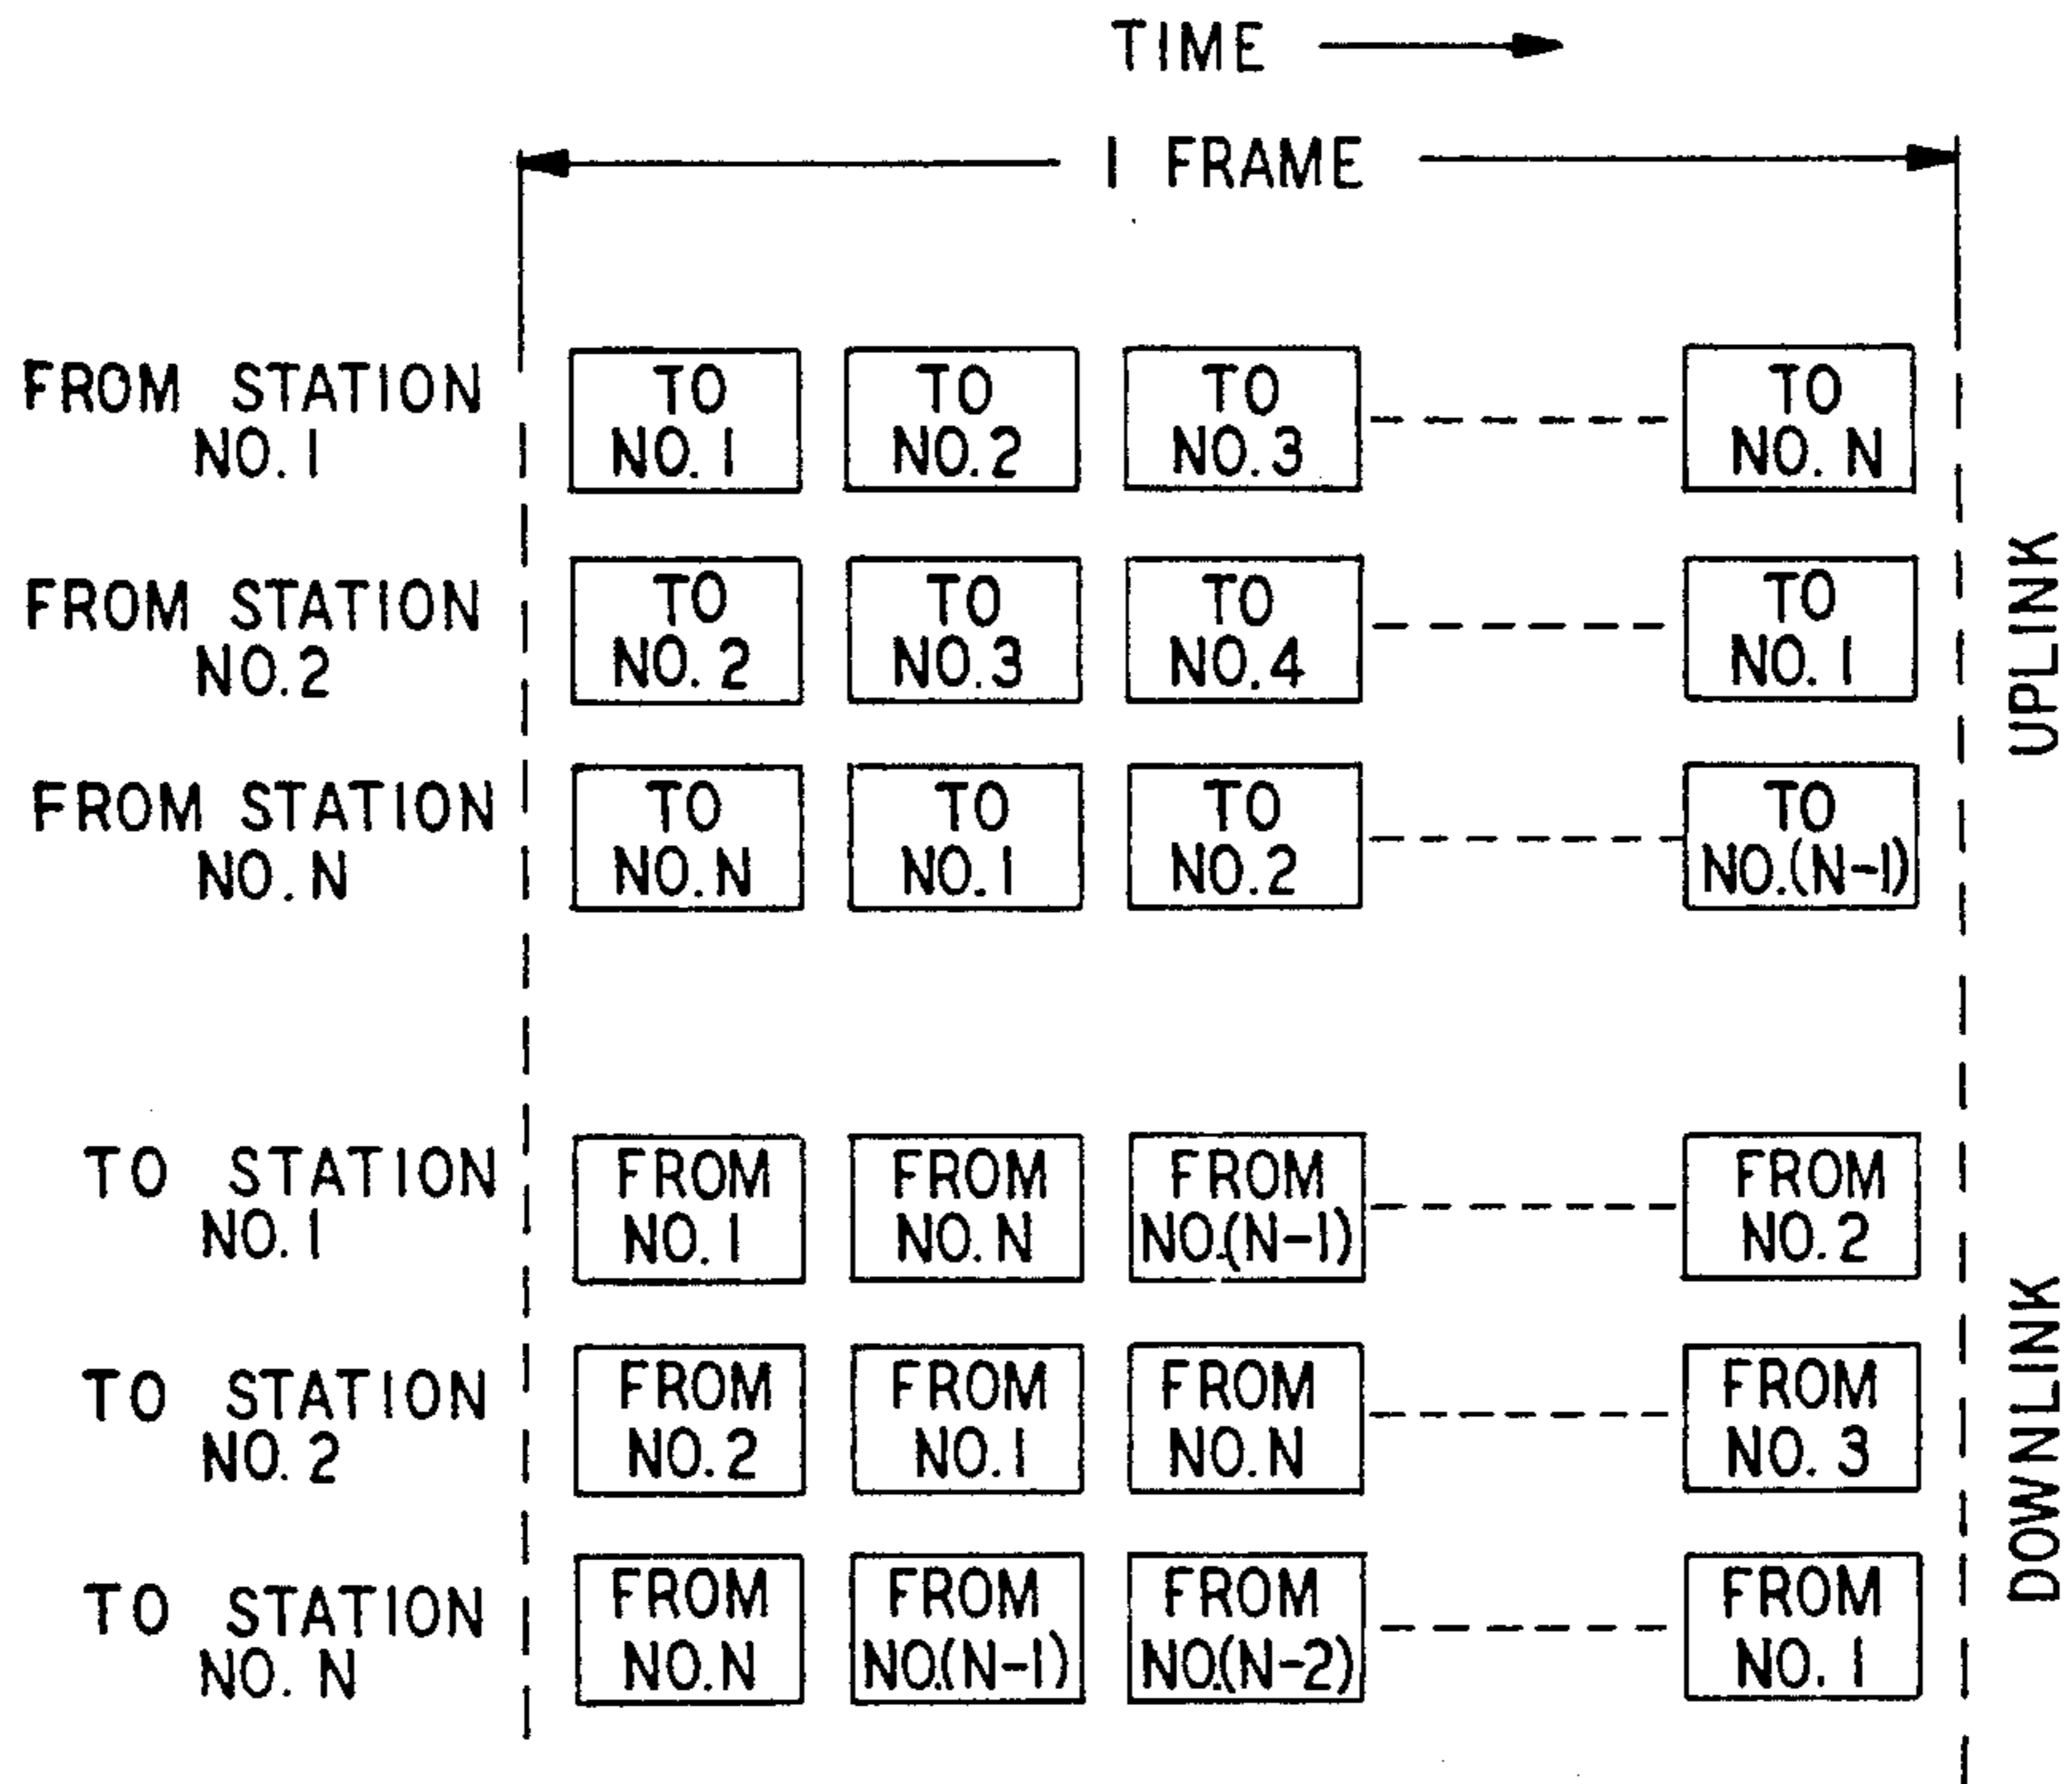 TIME
1 FRAME
FROM STATION
NO. 1
TO
NO. 1
TO
NO. 2
TO
NO. 3
TO
NO. N
FROM STATION
NO. 2
TO
NO. 2
TO
NO. 3
TO
NO. 4
TO
NO. 1
FROM STATION
NO. N
TO
NO. N
TO
NO. 1
TO
NO. 2
TO
NO. (N-1)
UPLINK
TO STATION
NO. 1
FROM
NO. 1
FROM
NO. N
FROM
NO. (N-1)
FROM
NO. 2
TO STATION
NO. 2
FROM
NO. 2
FROM
NO. 1
FROM
NO. N
FROM
NO. 3
TO STATION
NO. N
FROM
NO. N
FROM
NO. (N-1)
FROM
NO. (N-2)
FROM
NO. 1
DOWNLINK